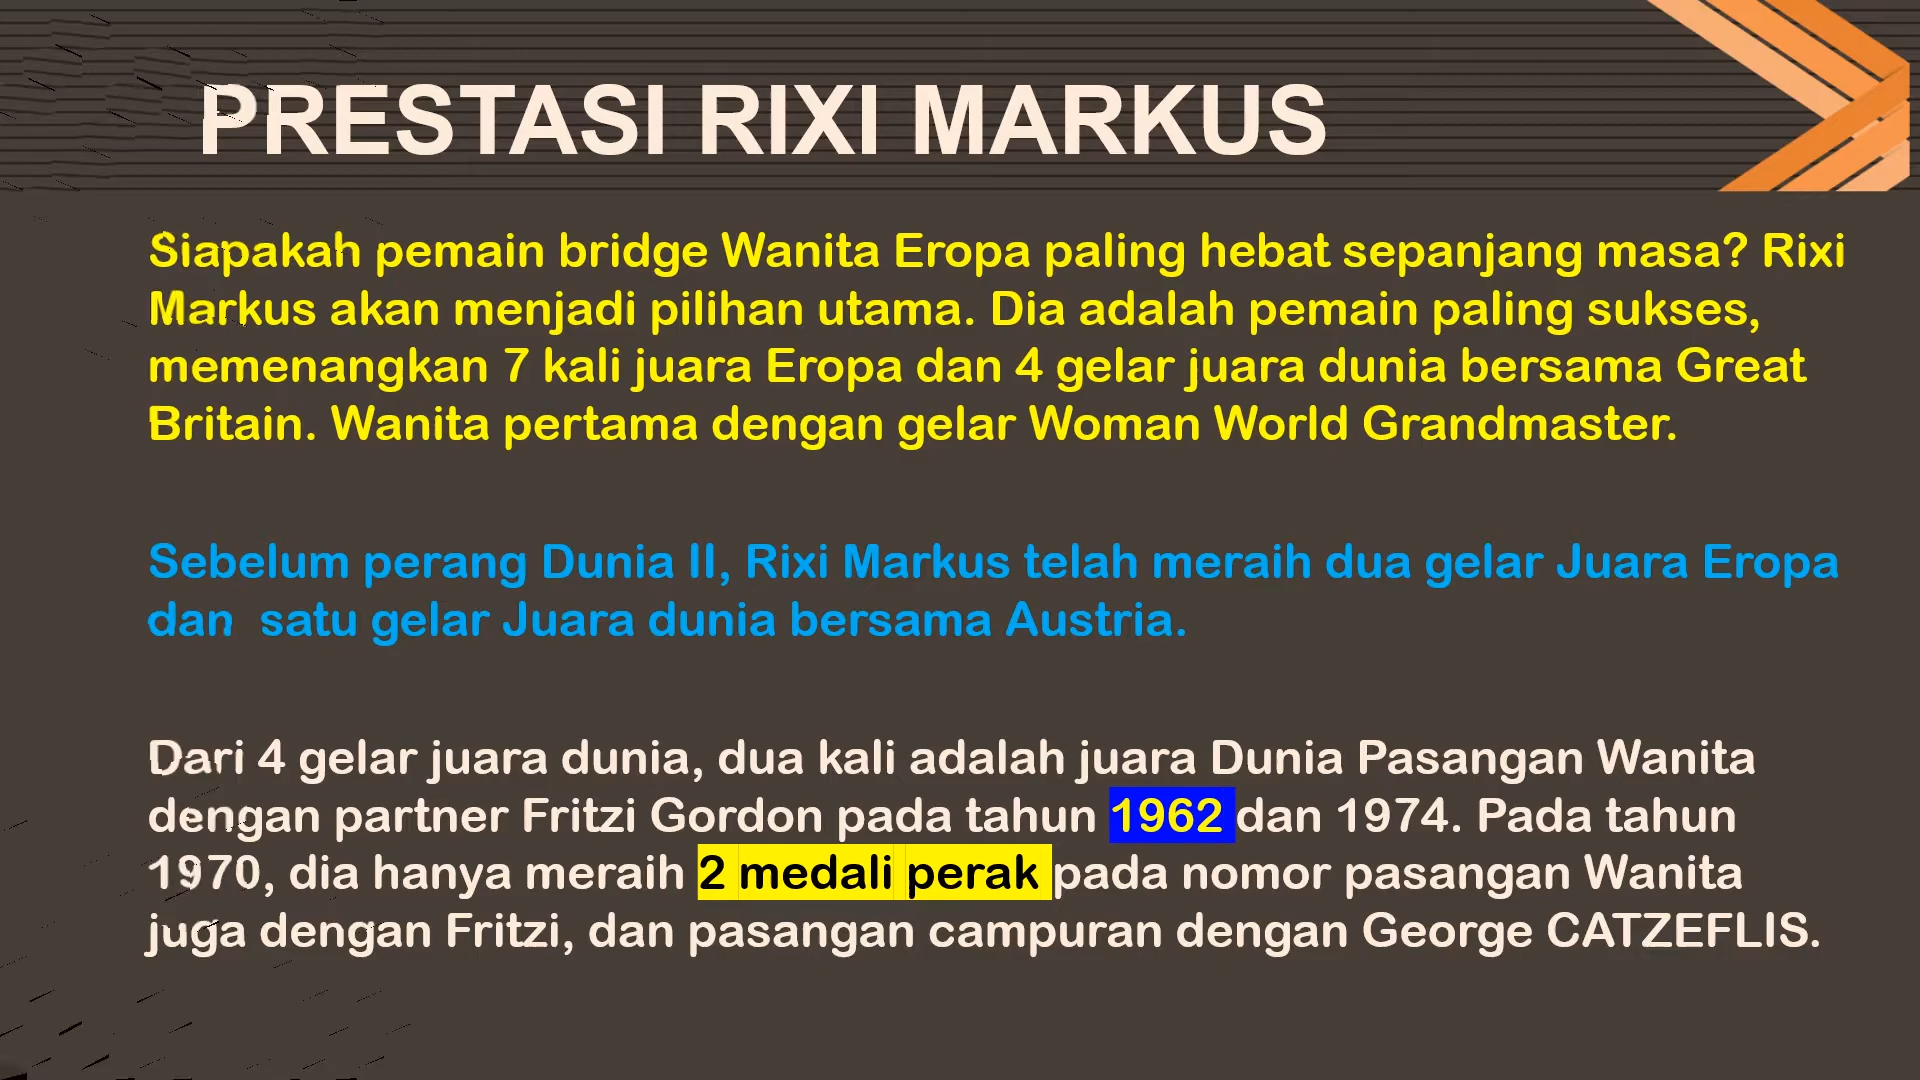 PRESTASI RIXI MARKUS
Siapakah pemain bridge Wanita Eropa paling hebat sepanjang masa? Rixi
Markus akan menjadi pilihan utama. Dia adalah pemain paling sukses,
memenangkan 7 kali juara Eropa dan 4 gelar juara dunia bersama Great
Britain. Wanita pertama dengan gelar Woman World Grandmaster.
Sebelum perang Dunia II, Rixi Markus telah meraih dua gelar Juara Eropa
dan satu gelar Juara dunia bersama Austria.
Dari 4 gelar juara dunia, dua kali adalah juara Dunia Pasangan Wanita
dengan partner Fritzi Gordon pada tahun 1962 dan 1974. Pada tahun
1970, dia hanya meraih 2 medali perak pada nomor pasangan Wanita
juga dengan Fritzi, dan pasangan campuran dengan George CATZEFLIS.